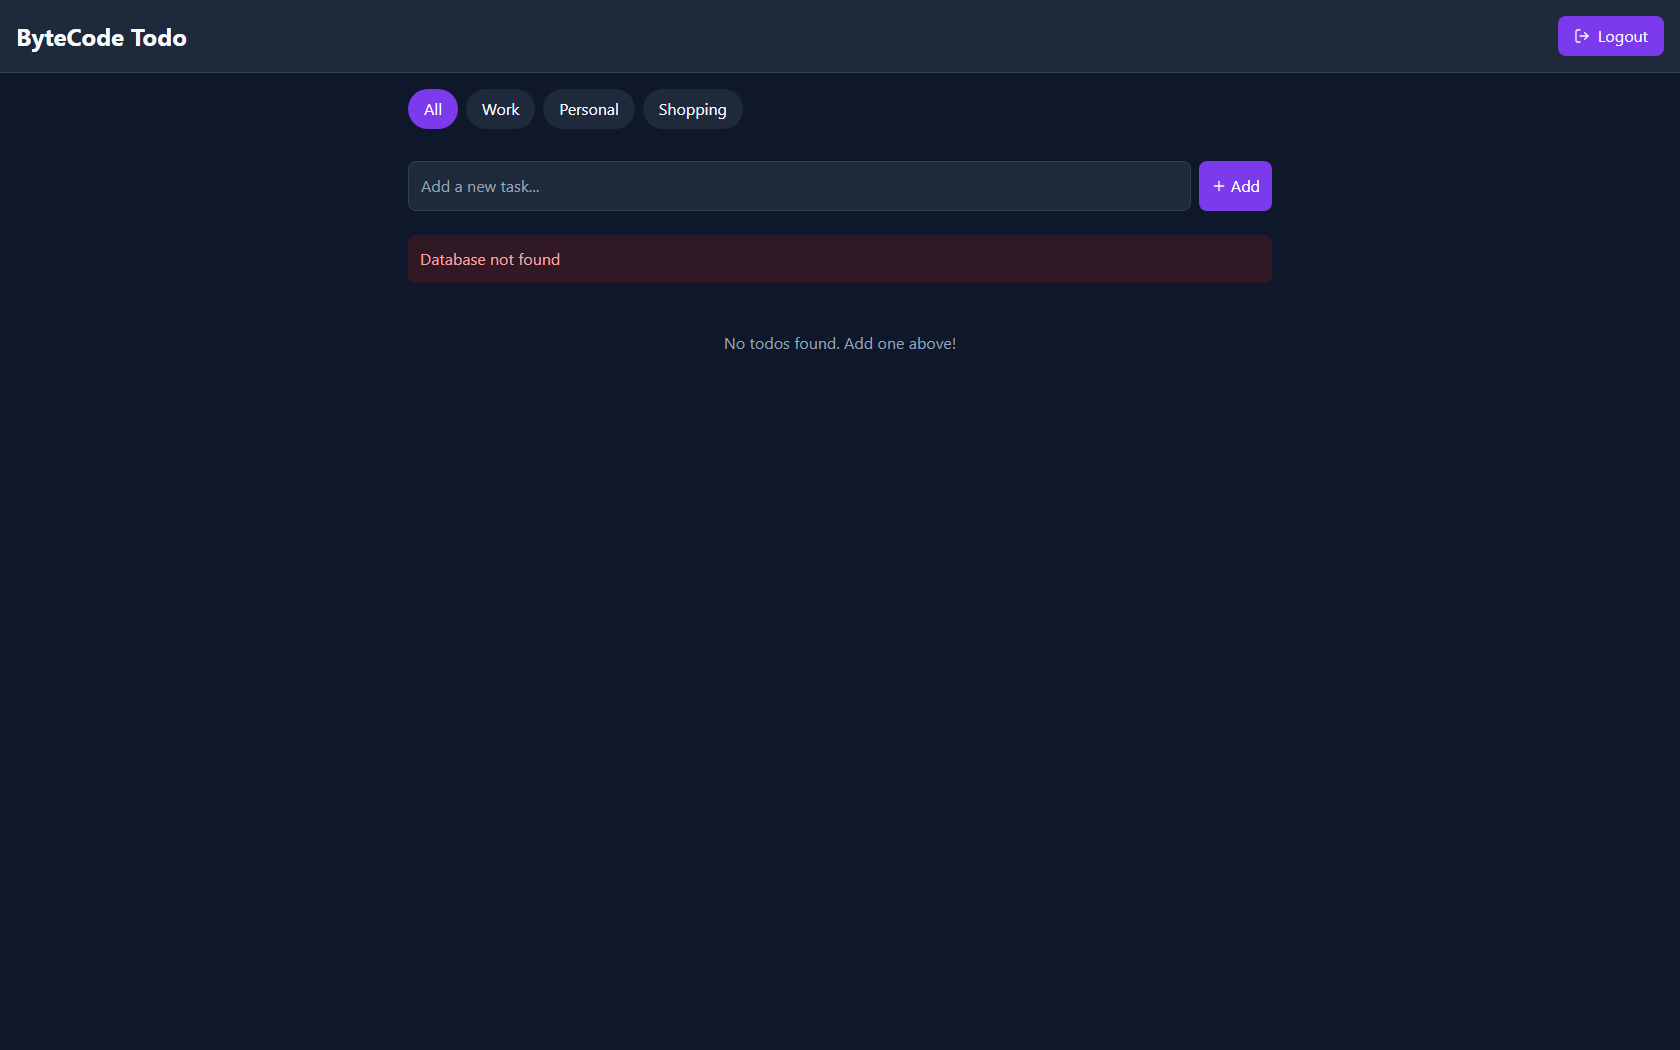 ByteCode Todo
Logout
All
Work
Personal
Shopping
Add a new task...
+ Add
Database not found
No todos found. Add one above!